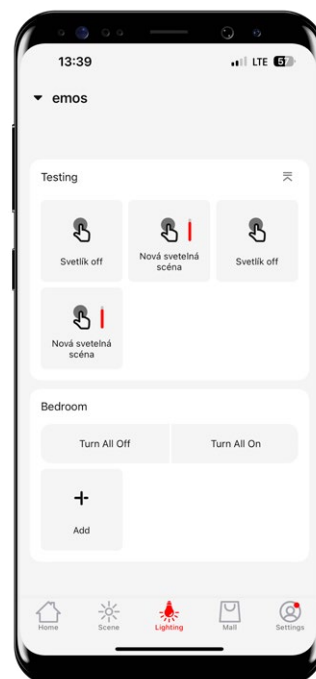 13:39
LTE 57
emos
Testing
Svetlík off
Nová svetelná
scéna
Svetlík off
Nová svetelná
scéna
Bedroom
Turn All Off
Turn All On
Add
Home
Scene
Lighting
Mall
Settings